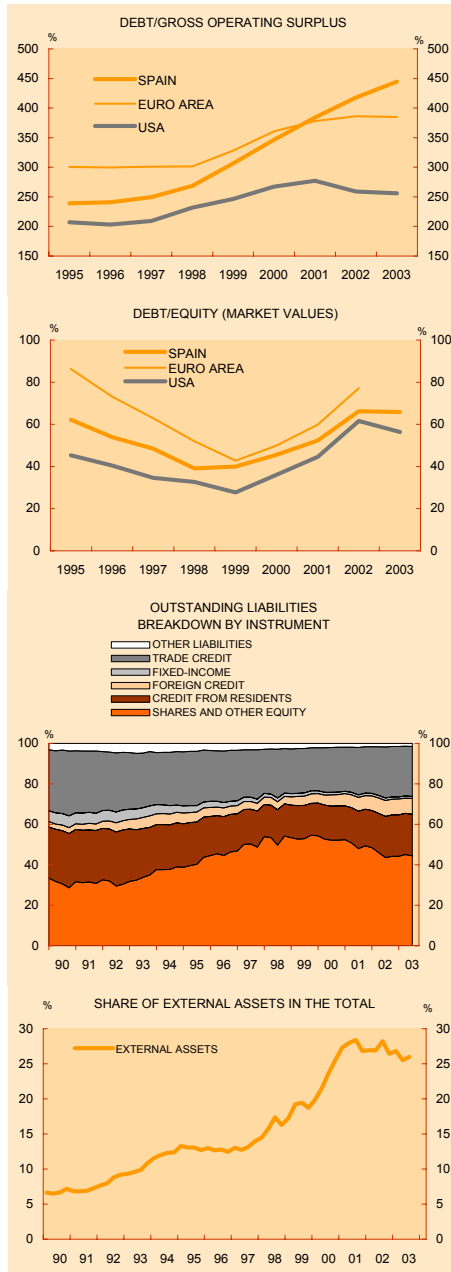 DEBT/GROSS OPERATING SURPLUS
% %
500 500
450 SPAIN 450
400 EURO AREA 400
350 USA 350
300 300
250 250
200 200
150 150
1995 1996 1997 1998 1999 2000 2001 2002 2003
DEBT/EQUITY (MARKET VALUES)
% %
100 100
SPAIN
EURO AREA
80 USA 80
60 60
40 40
20 20
0 0
1995 1996 1997 1998 1999 2000 2001 2002 2003
OUTSTANDING LIABILITIES
BREAKDOWN BY INSTRUMENT
OTHER LIABILITIES
TRADE CREDIT
FIXED-INCOME
FOREIGN CREDIT
CREDIT FROM RESIDENTS
SHARES AND OTHER EQUITY
% %
100 100
80 80
60 60
40 40
20 20
0 0
90 91 92 93 94 95 96 97 98 99 00 01 02 03
% SHARE OF EXTERNAL ASSETS IN THE TOTAL %
30 30
EXTERNAL ASSETS
25 25
20 20
15 15
10 10
5 5
0 0
90 91 92 93 94 95 96 97 98 99 00 01 02 03